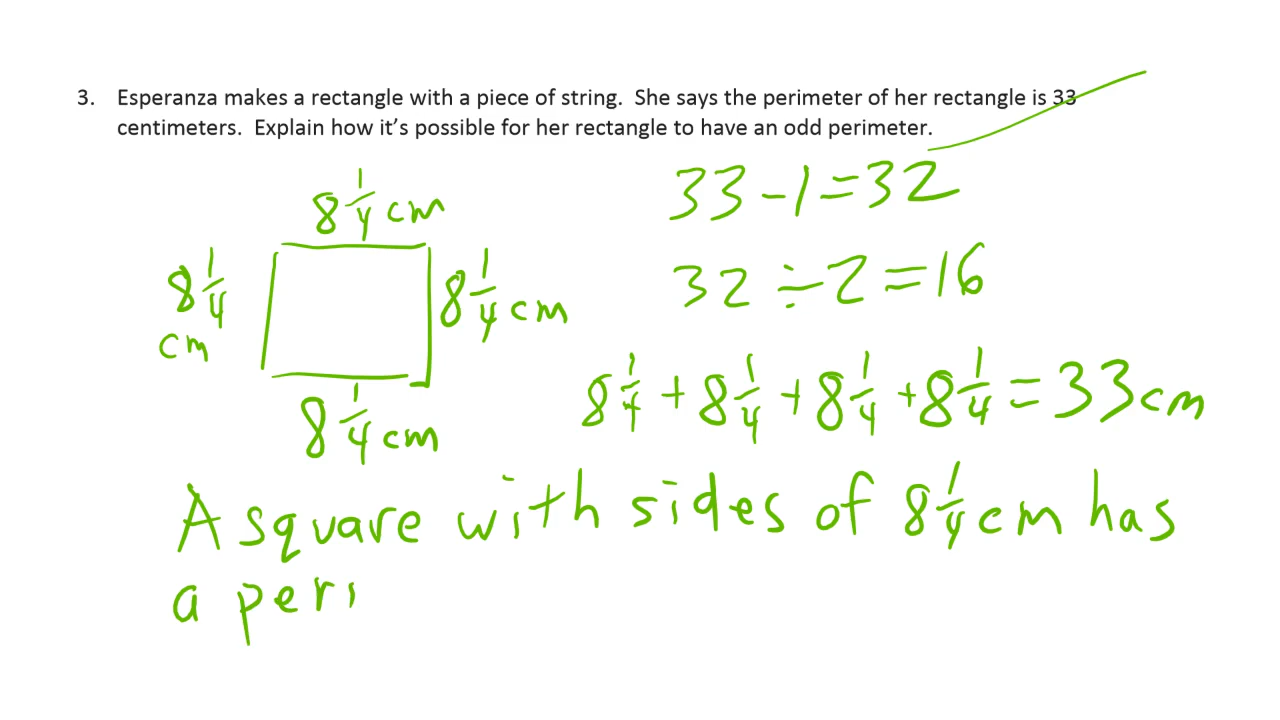 3. Esperanza makes a rectangle with a piece of string. She says the perimeter of her rectangle is 33
centimeters. Explain how it's possible for her rectangle to have an odd perimeter.
33 - 1 = 32
8 1/4 cm
8 1/4 cm
8 1/4 cm
32 ÷ 2 = 16
8 1/4 cm
8 1/4 + 8 1/4 + 8 1/4 + 8 1/4 = 33 cm
A square with sides of 8 1/4 cm has
a peri